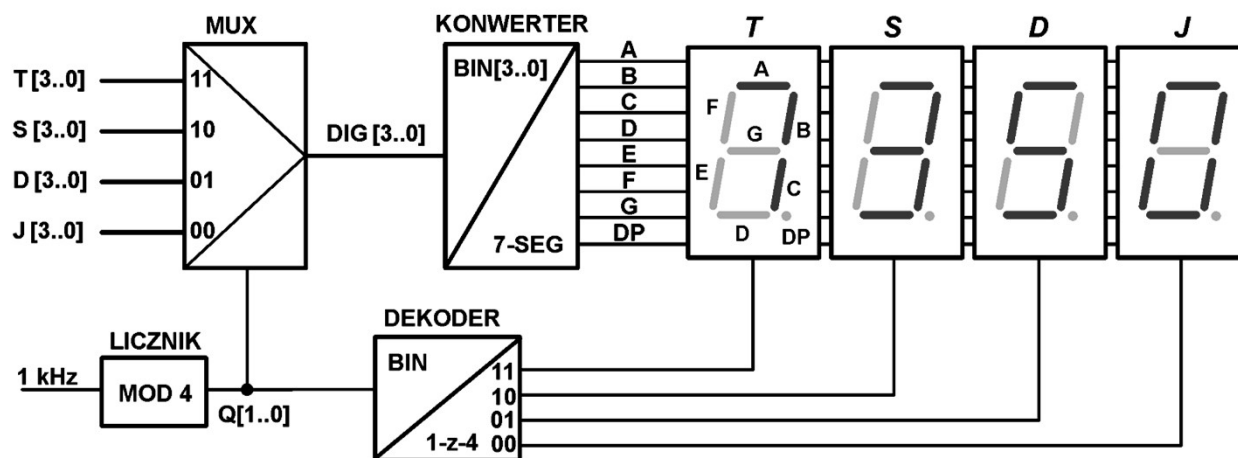 MUX
KONWERTER
T S D J
T [3..0] 11
S [3..0] 10
D [3..0] 01
J [3..0] 00
DIG [3..0]
BIN[3..0]
7-SEG
A
B
C
D
E
F
G
DP
A
F
G
B
E
C
D
DP
LICZNIK
1 kHz
MOD 4
Q[1..0]
DEKODER
BIN
1-z-4
11
10
01
00